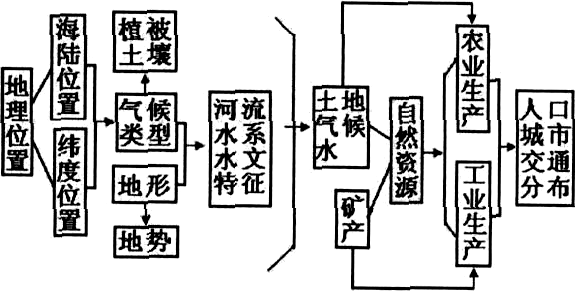 地理位置
海陆位置
纬度位置
植被
土壤
气候
类型
地形
地势
河流
水系
水文
特征
土地
气候
水
矿产
自然资源
农业生产
工业生产
人口
城市
交通
分布